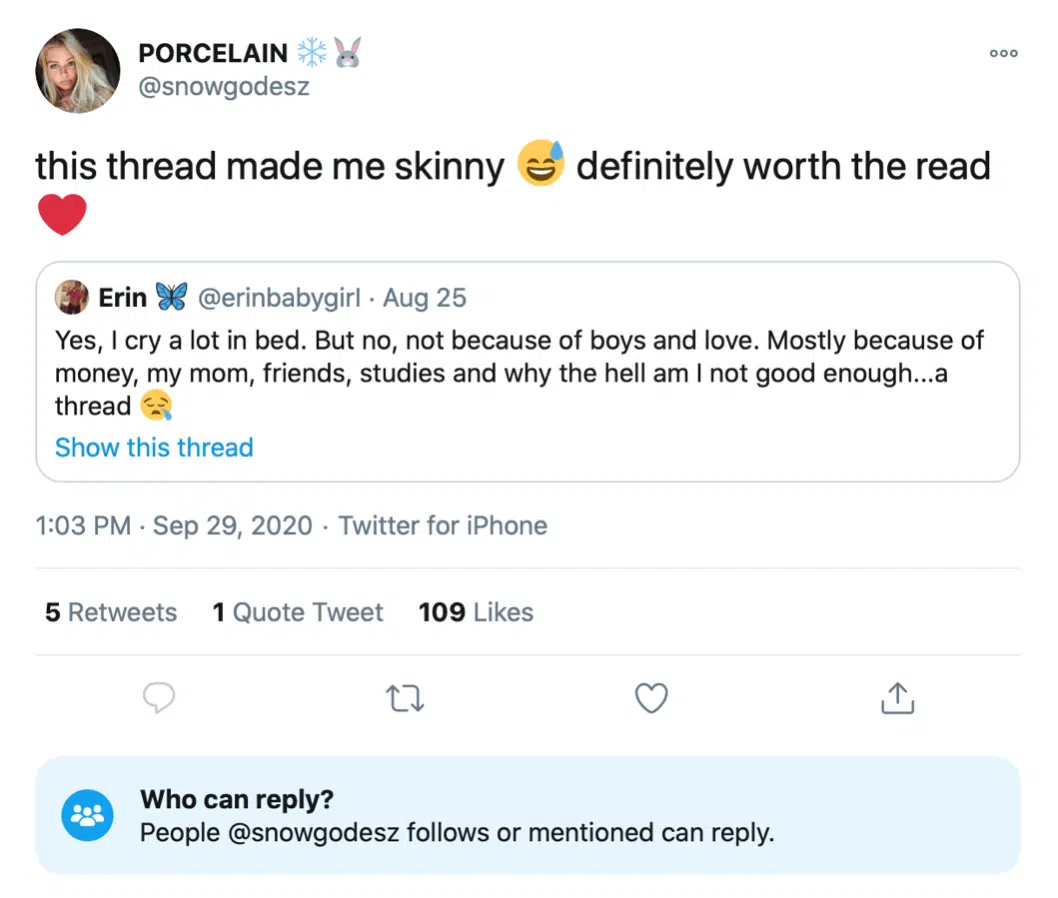 PORCELAIN ❄️🐰
@snowgodesz
this thread made me skinny 😅 definitely worth the read
❤️
Erin 🦋 @erinbabygirl · Aug 25
Yes, I cry a lot in bed. But no, not because of boys and love. Mostly because of
money, my mom, friends, studies and why the hell am I not good enough...a
thread 😪
Show this thread
1:03 PM · Sep 29, 2020 · Twitter for iPhone
5 Retweets 1 Quote Tweet 109 Likes
Who can reply?
People @snowgodesz follows or mentioned can reply.